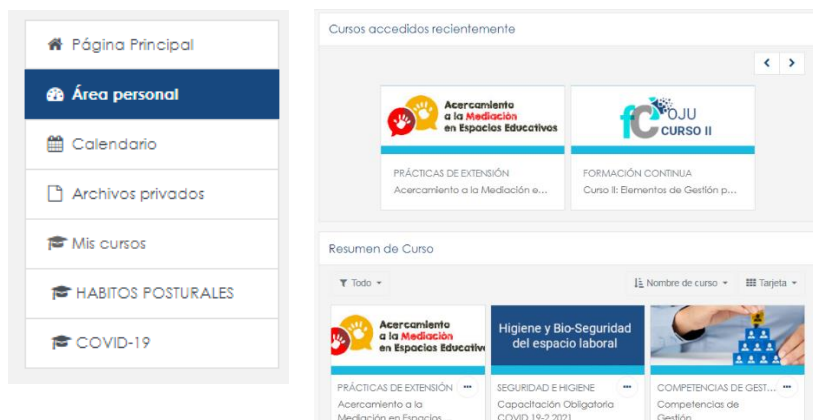 Página Principal
Área personal
Calendario
Archivos privados
Mis cursos
HABITOS POSTURALES
COVID-19
Cursos accedidos recientemente
Acercamiento
a la Mediación
en Espacios Educativos
PRÁCTICAS DE EXTENSIÓN
Acercamiento a la Mediación e...
fC OJU
CURSO II
FORMACIÓN CONTINUA
Curso II: Elementos de Gestión p...
Resumen de Curso
Todo
Nombre de curso
Tarjeta
Acercamiento
a la Mediación
en Espacios Educativ
PRÁCTICAS DE EXTENSIÓN
Acercamiento a la
Mediación en Espacios...
Higiene y Bio-Seguridad
del espacio laboral
SEGURIDAD E HIGIENE
Capacitación Obligatoria
COVID 19-2 2021
COMPETENCIAS DE GEST...
Competencias de
Gestión